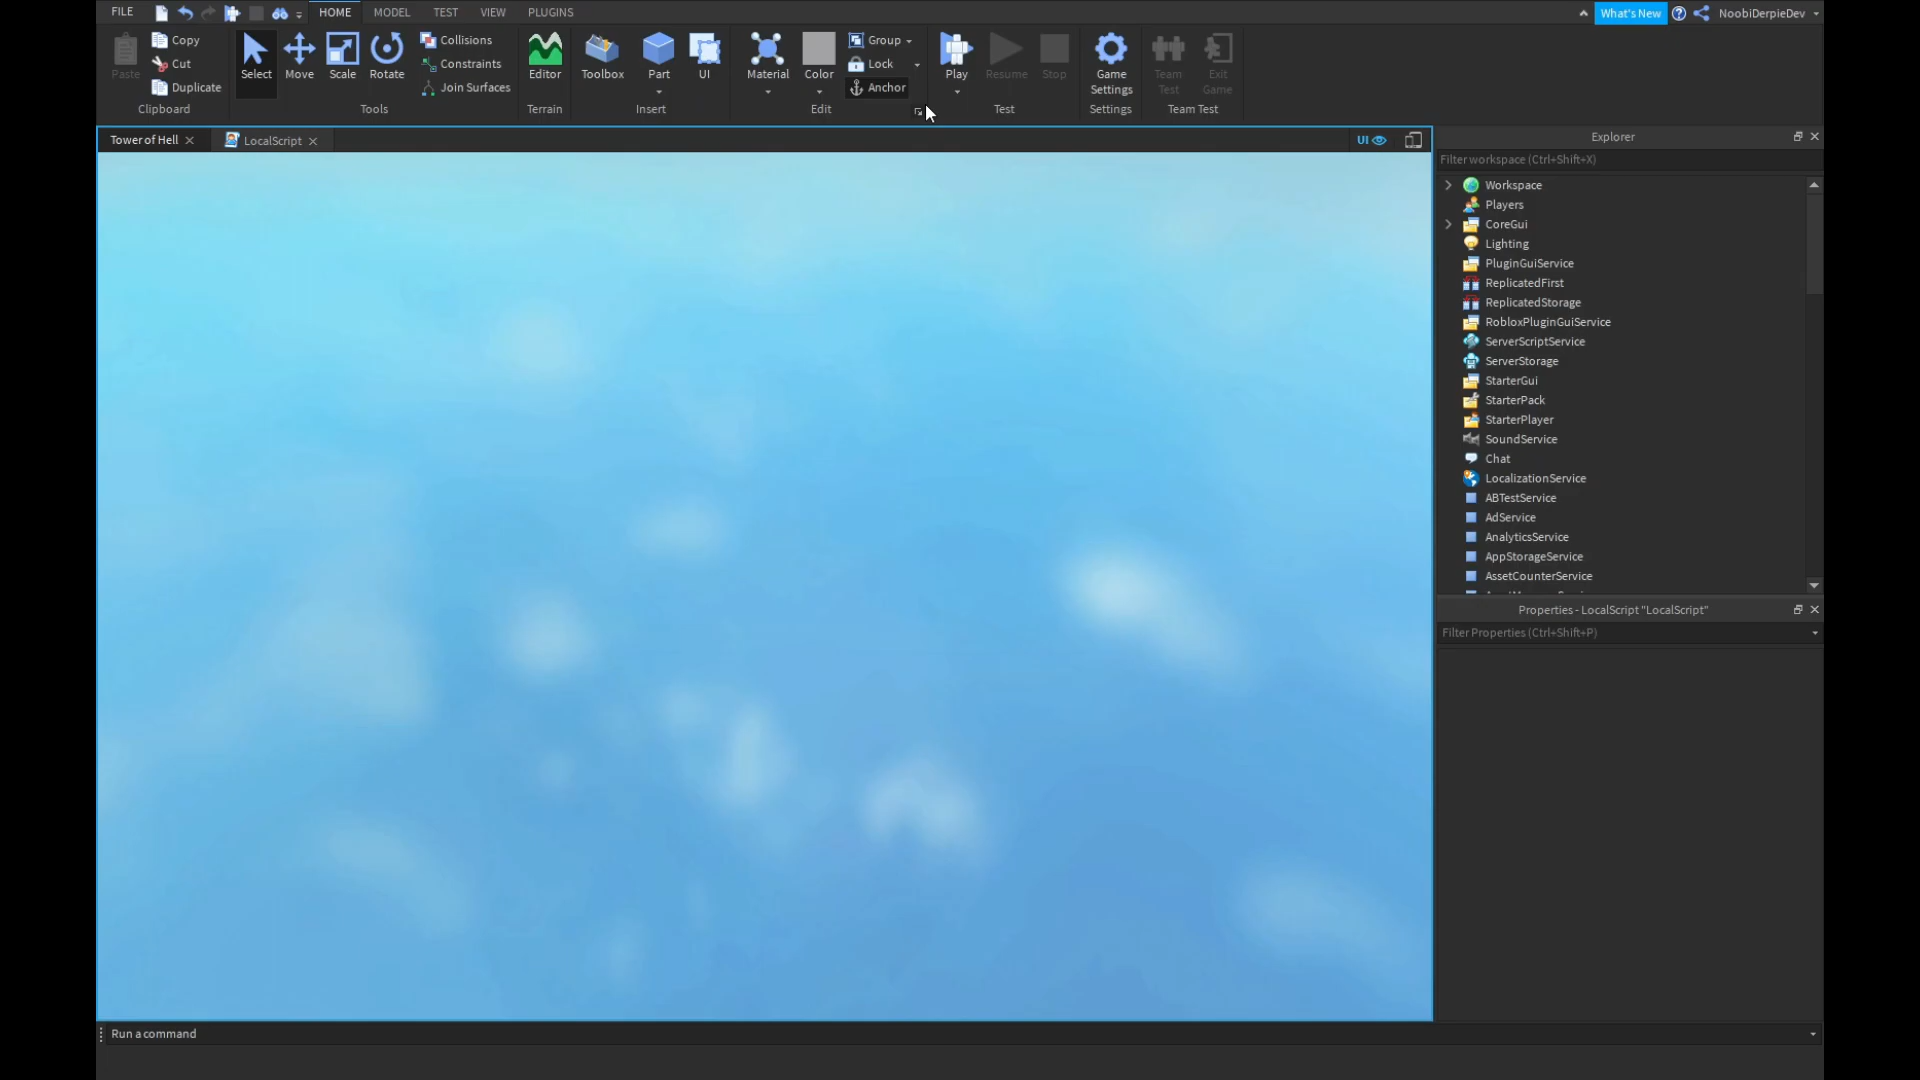 FILE HOME MODEL TEST VIEW PLUGINS What's New NoobiDerpieDev
Paste Copy Cut Duplicate
Select Move Scale Rotate Collisions Constraints Join Surfaces
Editor Toolbox Part UI Material Color Group Lock Anchor
Play Resume Stop Game Settings Team Test Exit Game
Clipboard Tools Terrain Insert Edit Test Settings Team Test
Tower of Hell LocalScript UI
Explorer
Filter workspace (Ctrl+Shift+X)
Workspace
Players
CoreGui
Lighting
PluginGuiService
ReplicatedFirst
ReplicatedStorage
RobloxPluginGuiService
ServerScriptService
ServerStorage
StarterGui
StarterPack
StarterPlayer
SoundService
Chat
LocalizationService
ABTestService
AdService
AnalyticsService
AppStorageService
AssetCounterService
Properties - LocalScript "LocalScript"
Filter Properties (Ctrl+Shift+P)
Run a command